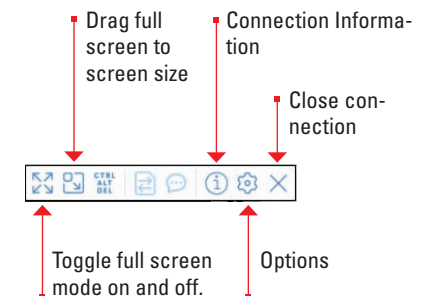 Drag full
screen to
screen size
Connection Informa-
tion
Close con-
nection
CTRL
ALT
DEL
Toggle full screen
mode on and off.
Options